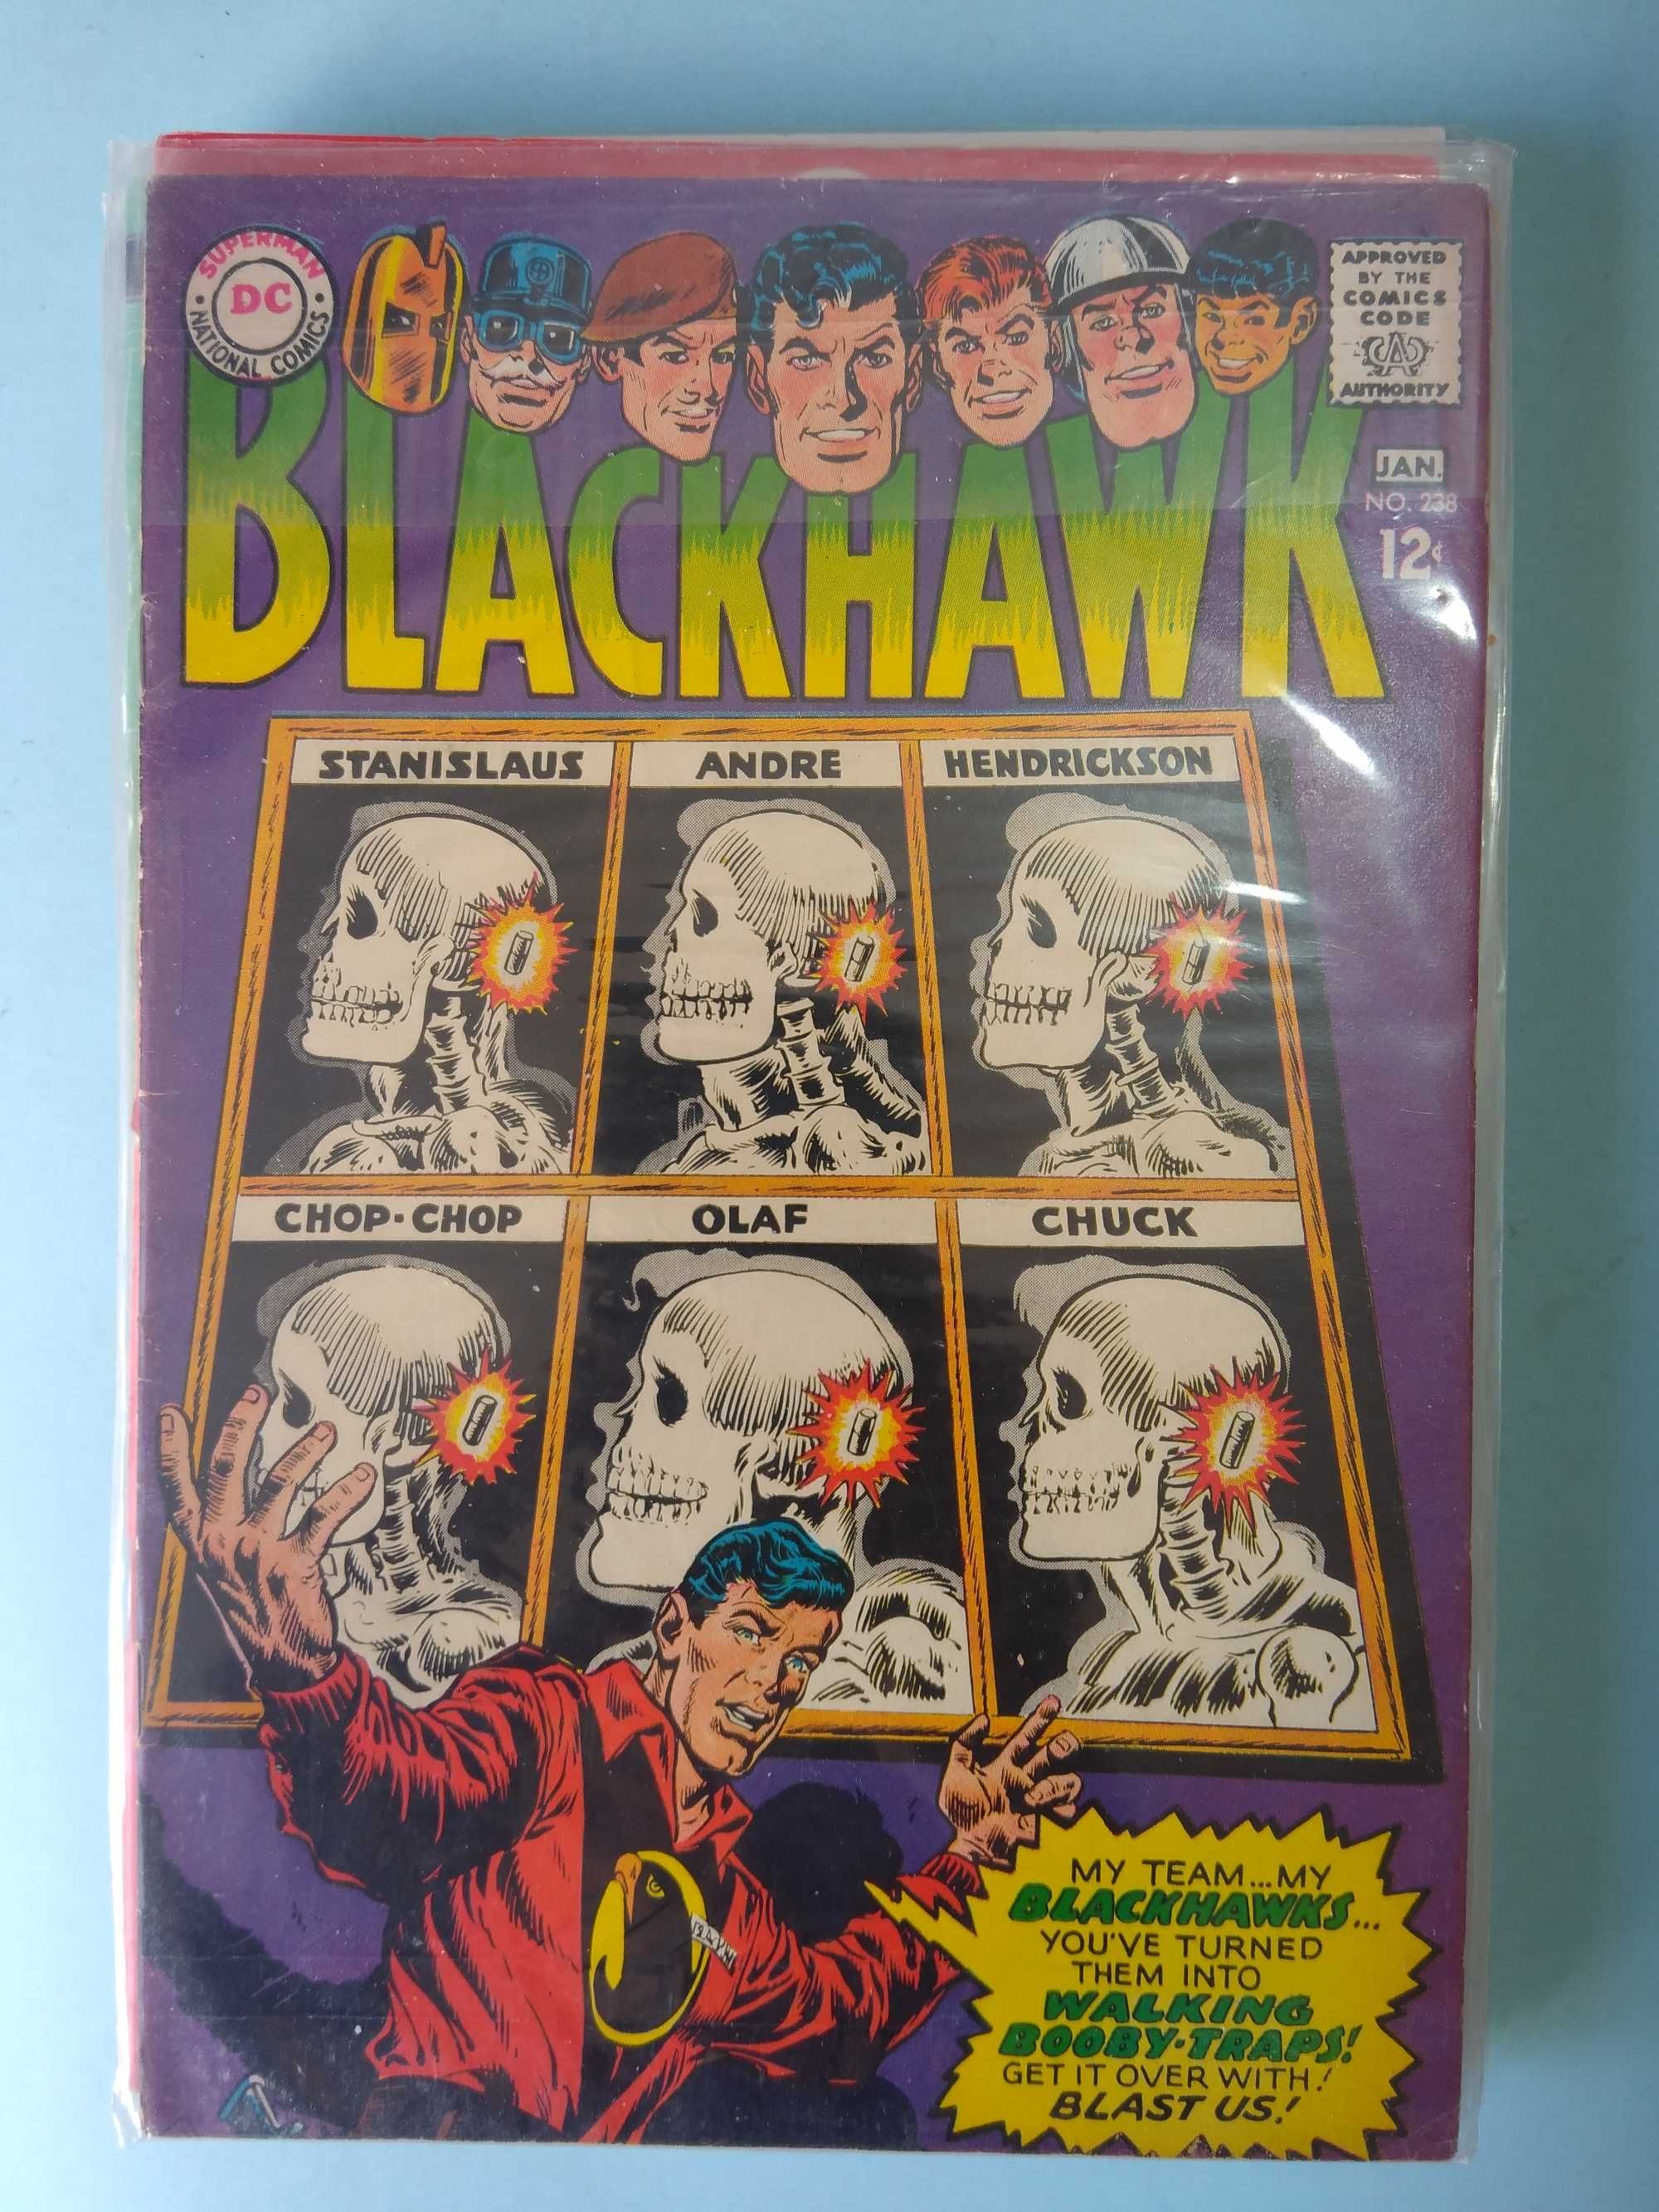 SUPERMAN
DC
NATIONAL COMICS
APPROVED
BY THE
COMICS
CODE
CA
AUTHORITY
BLACKHAWK
JAN.
NO. 238
12¢
STANISLAUS
ANDRE
HENDRICKSON
CHOP-CHOP
OLAF
CHUCK
MY TEAM...MY
BLACKHAWKS...
YOU'VE TURNED
THEM INTO
WALKING
BOOBY-TRAPS!
GET IT OVER WITH!
BLAST US!